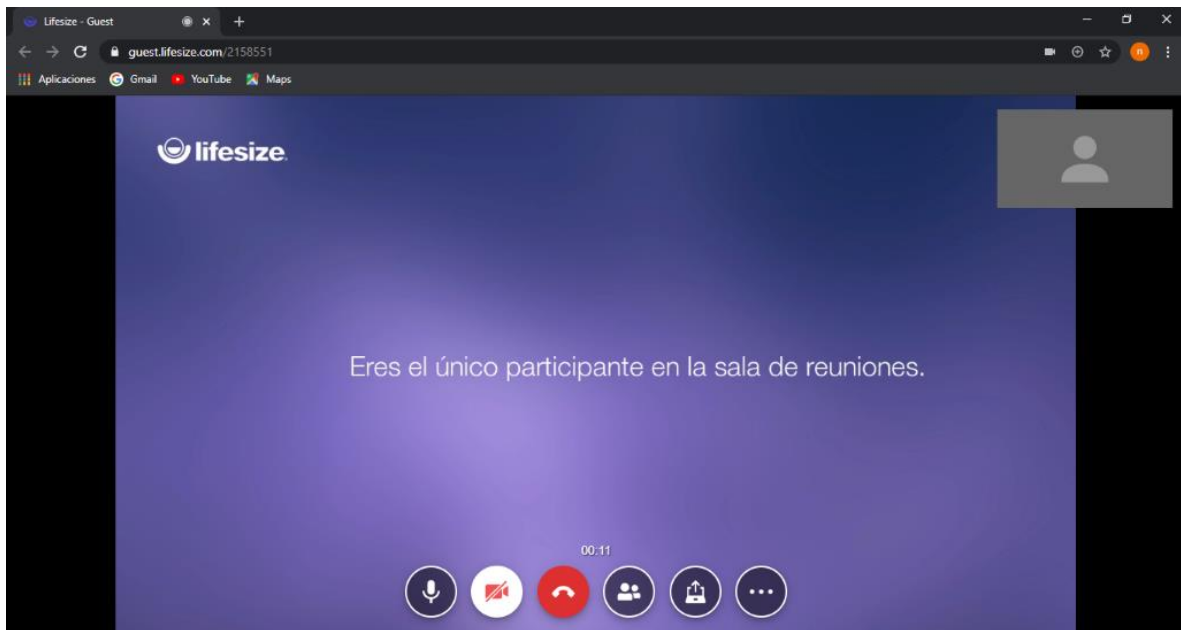 Lifesize - Guest
guest.lifesize.com/2158551
n
Aplicaciones Gmail YouTube Maps
lifesize
Eres el único participante en la sala de reuniones.
00:11